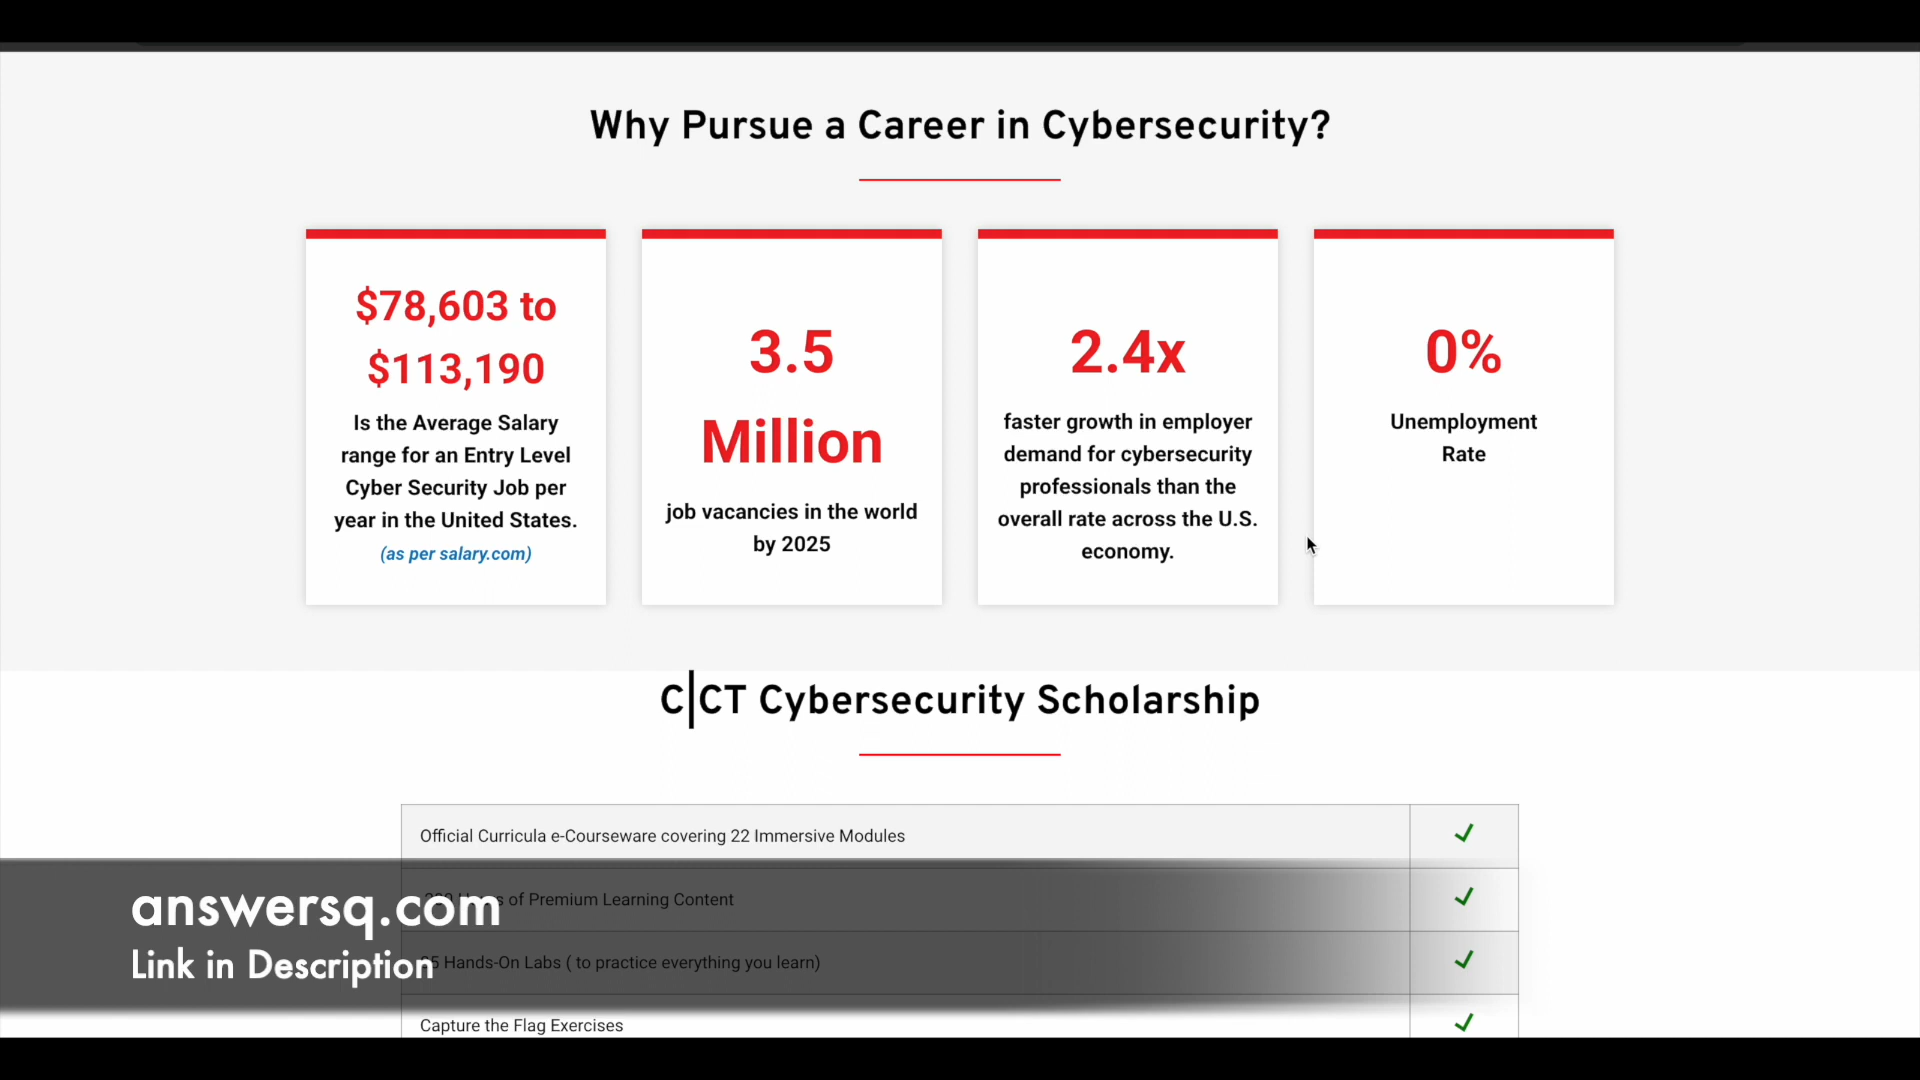 Why Pursue a Career in Cybersecurity?
$78,603 to
$113,190
Is the Average Salary
range for an Entry Level
Cyber Security Job per
year in the United States.
(as per salary.com)
3.5
Million
job vacancies in the world
by 2025
2.4x
faster growth in employer
demand for cybersecurity
professionals than the
overall rate across the U.S.
economy.
0%
Unemployment
Rate
C|CT Cybersecurity Scholarship
Official Curricula e-Courseware covering 22 Immersive Modules
of Premium Learning Content
Hands-On Labs ( to practice everything you learn)
Capture the Flag Exercises
answersq.com
Link in Description